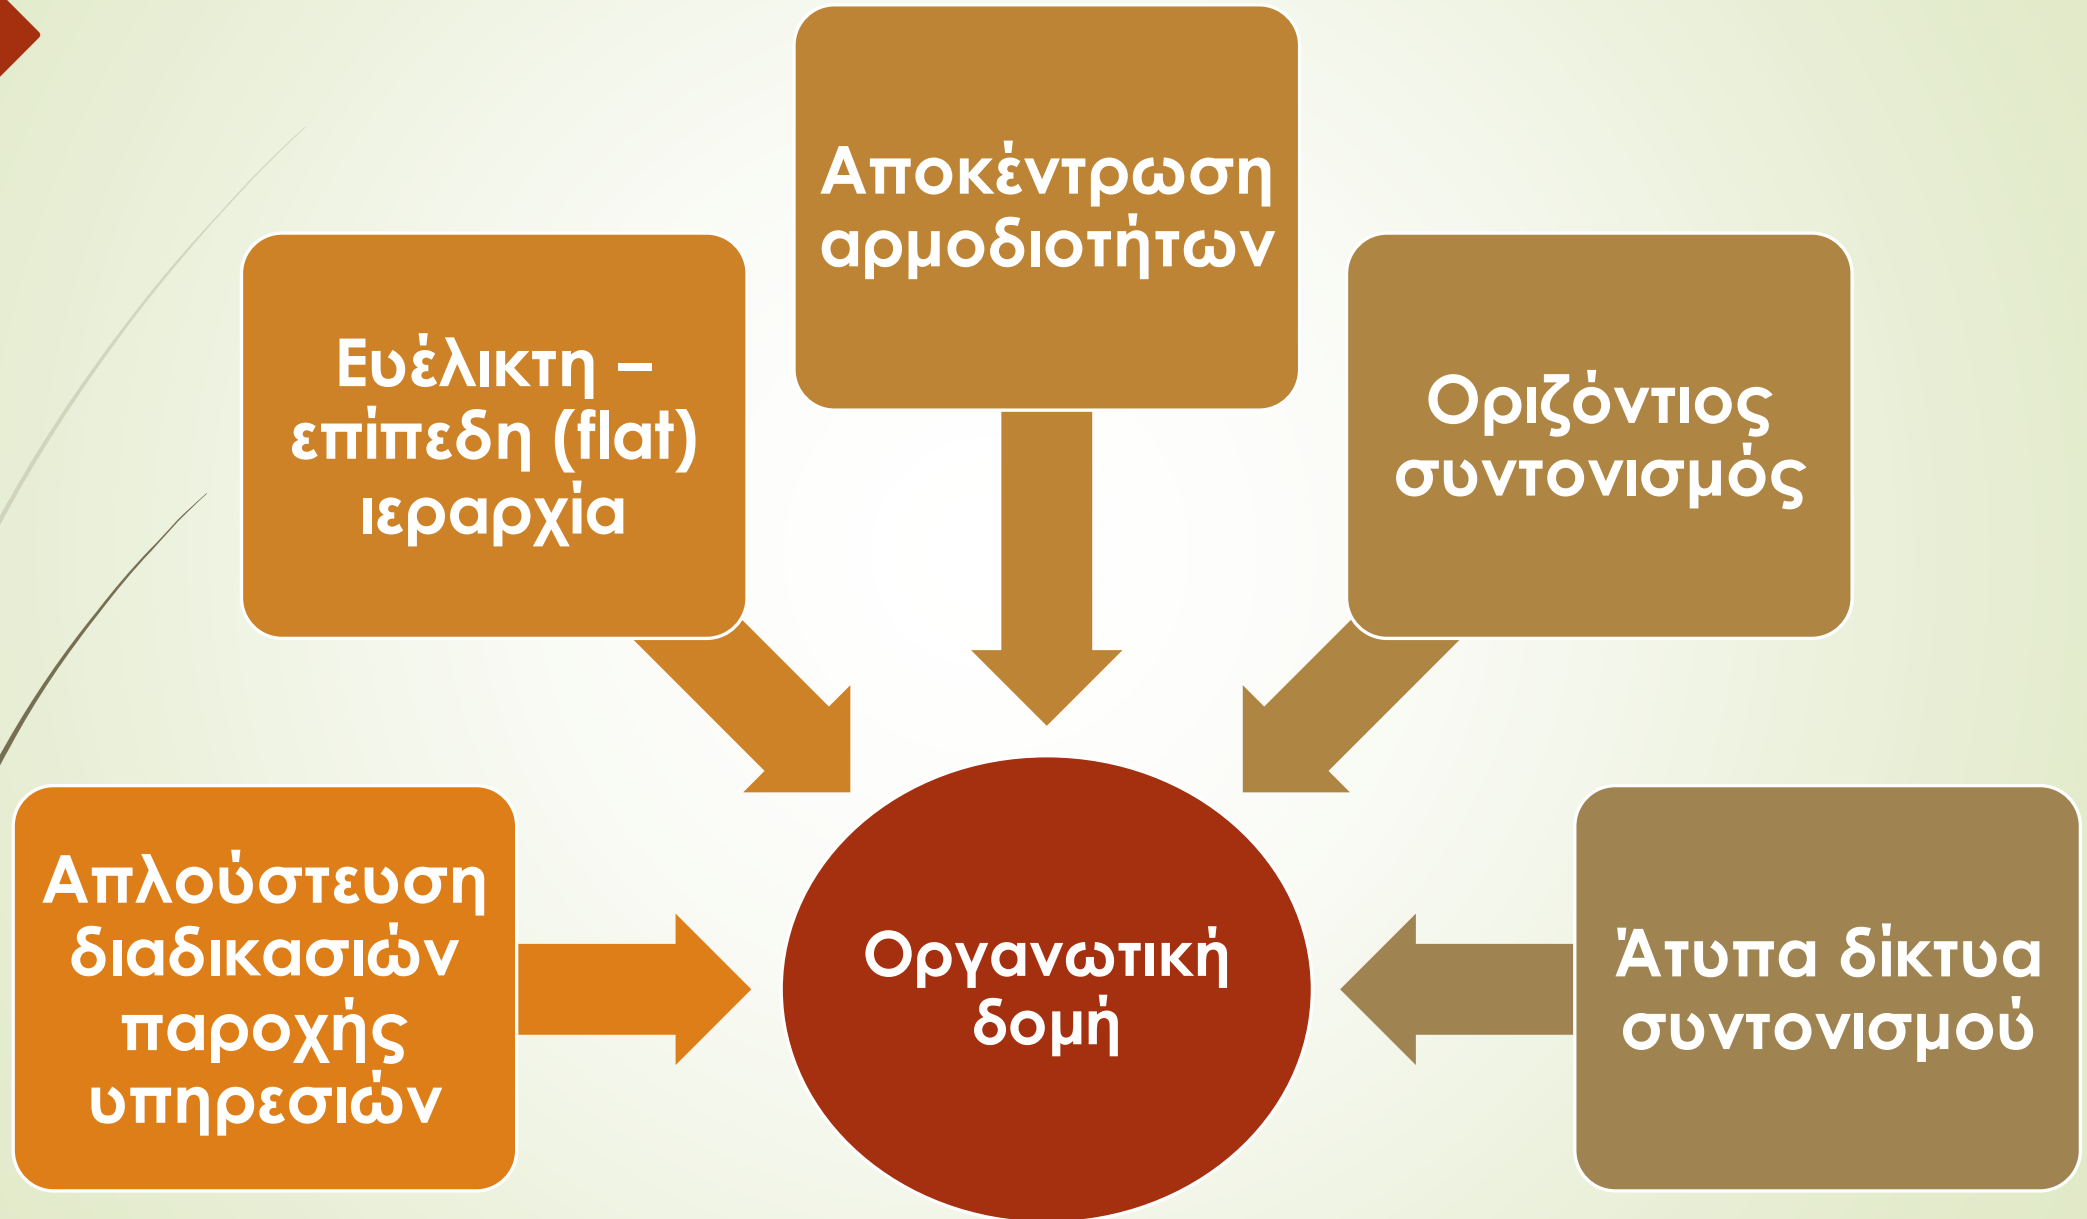 Αποκέντρωση
αρμοδιοτήτων
Ευέλικτη –
επίπεδη (flat)
ιεραρχία
Οριζόντιος
συντονισμός
Απλούστευση
διαδικασιών
παροχής
υπηρεσιών
Οργανωτική
δομή
Άτυπα δίκτυα
συντονισμού